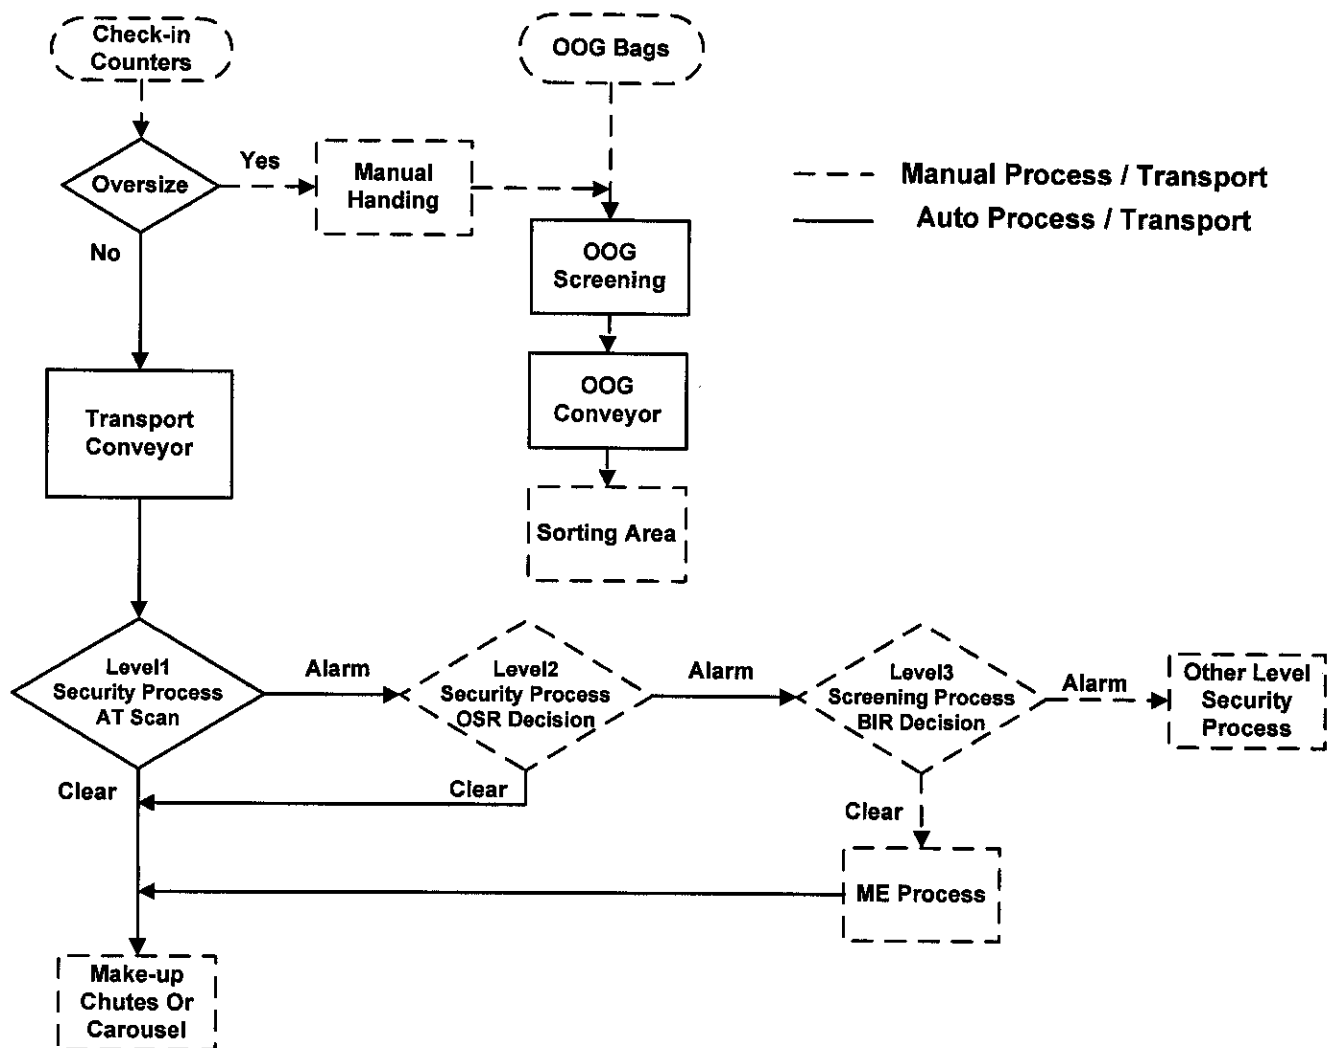 Check-in
Counters
OOG Bags
Oversize
Yes
Manual
Handing
No
OOG
Screening
OOG
Conveyor
Sorting Area
Manual Process / Transport
Auto Process / Transport
Transport
Conveyor
Level1
Security Process
AT Scan
Alarm
Level2
Security Process
OSR Decision
Alarm
Level3
Screening Process
BIR Decision
Alarm
Other Level
Security
Process
Clear
Clear
Clear
ME Process
Make-up
Chutes Or
Carousel